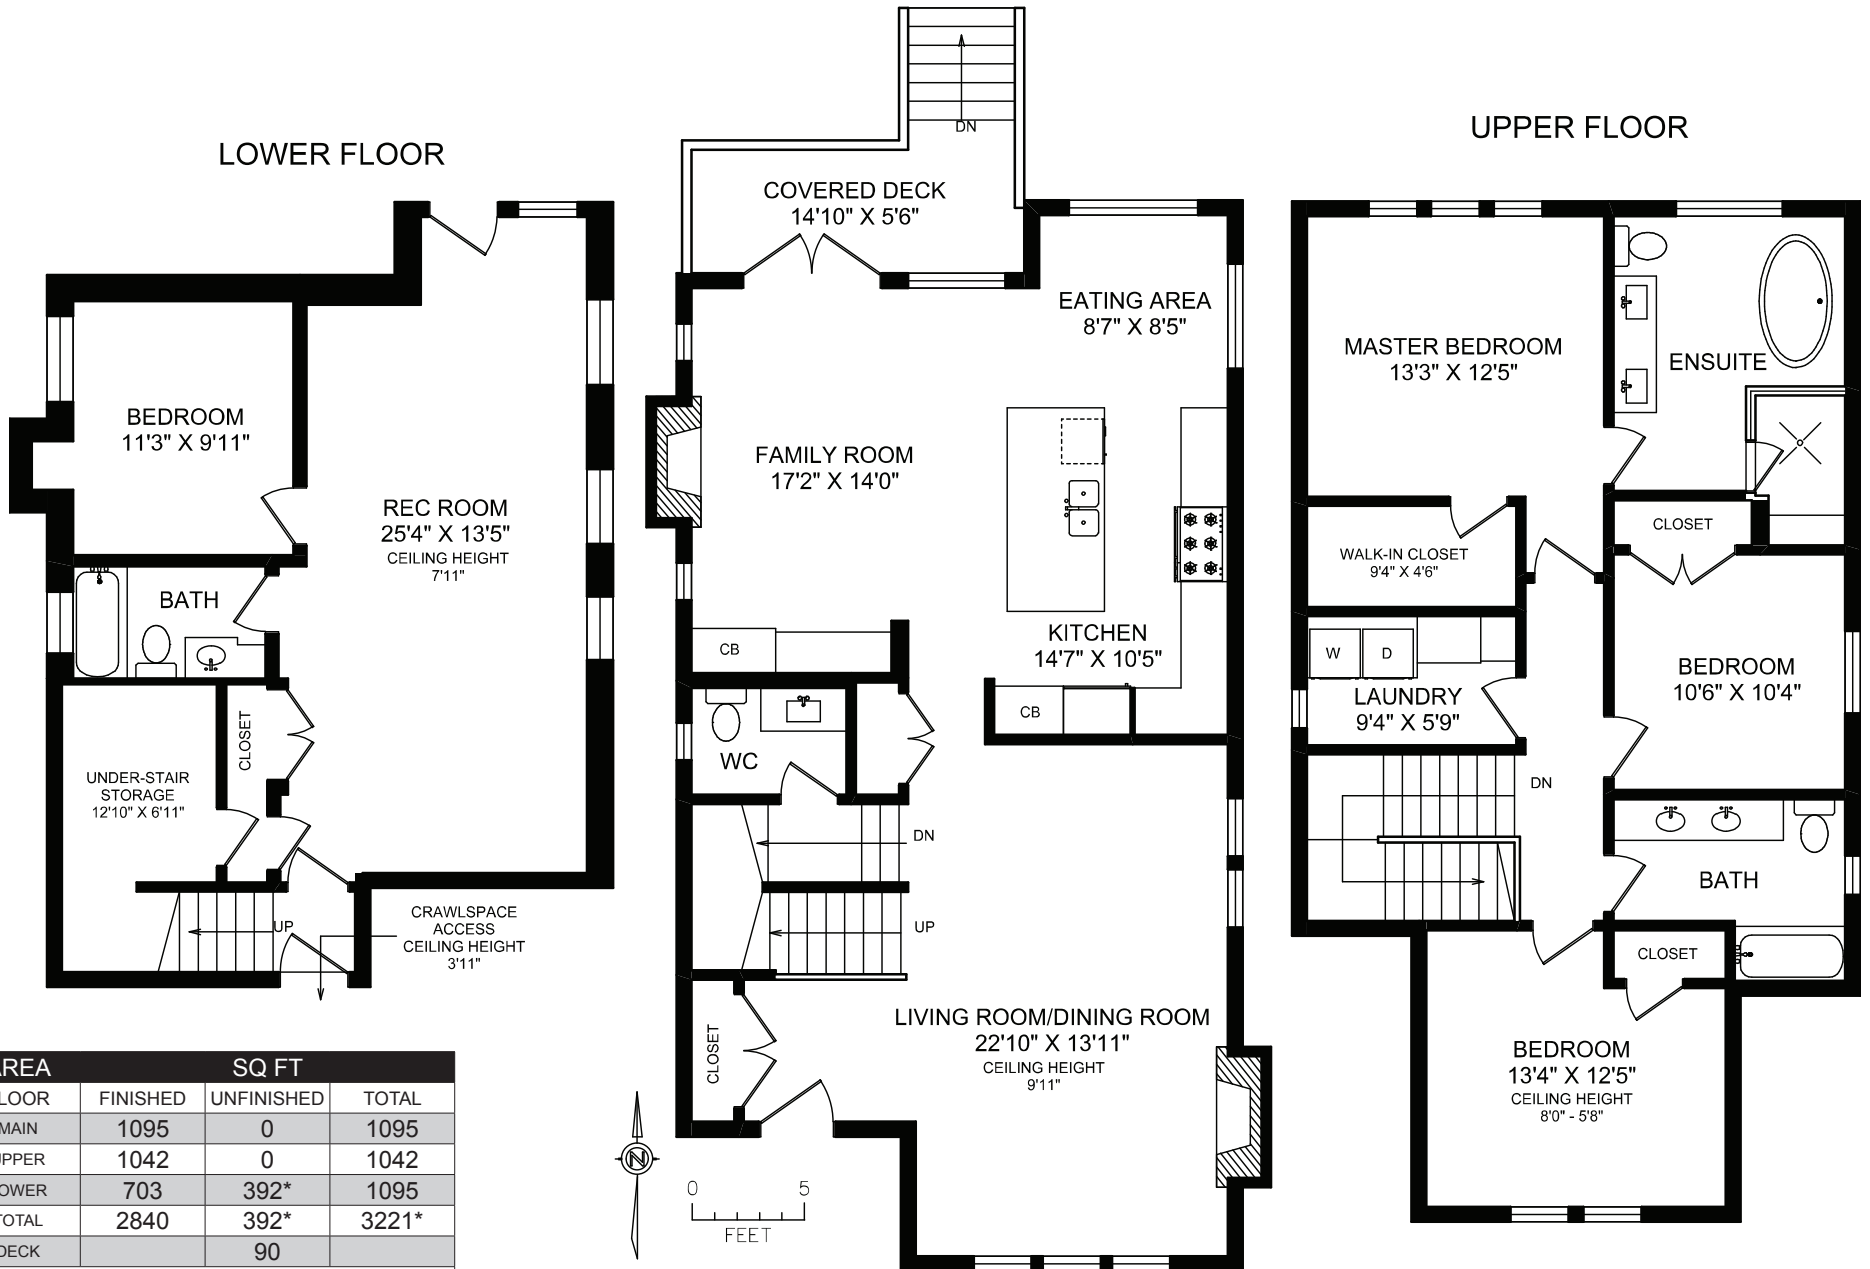 LOWER FLOOR
BEDROOM
11'3" X 9'11"
REC ROOM
25'4" X 13'5"
CEILING HEIGHT
7'11"
BATH
CLOSET
UNDER-STAIR
STORAGE
12'10" X 6'11"
UP
CRAWLSPACE
ACCESS
CEILING HEIGHT
3'11"
DN
COVERED DECK
14'10" X 5'6"
EATING AREA
8'7" X 8'5"
FAMILY ROOM
17'2" X 14'0"
KITCHEN
14'7" X 10'5"
CB
CB
WC
DN
UP
LIVING ROOM/DINING ROOM
22'10" X 13'11"
CEILING HEIGHT
9'11"
CLOSET
N
0 5
FEET
UPPER FLOOR
MASTER BEDROOM
13'3" X 12'5"
ENSUITE
WALK-IN CLOSET
9'4" X 4'6"
CLOSET
W D
LAUNDRY
9'4" X 5'9"
BEDROOM
10'6" X 10'4"
DN
BATH
CLOSET
BEDROOM
13'4" X 12'5"
CEILING HEIGHT
8'0" - 5'8"
REA SQ FT
LOOR FINISHED UNFINISHED TOTAL
MAIN 1095 0 1095
PPER 1042 0 1042
OWER 703 392* 1095
OTAL 2840 392* 3221*
DECK 90